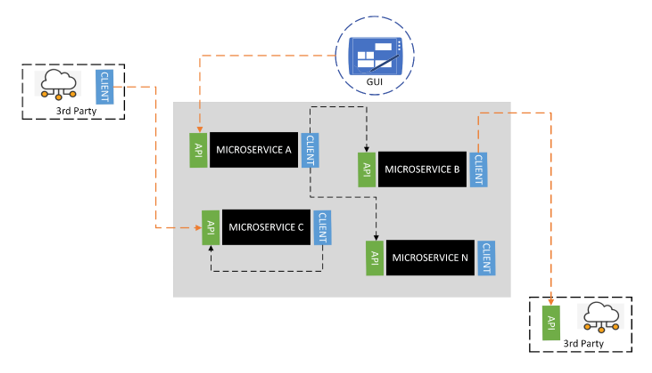 GUI
CLIENT
3rd Party
API
MICROSERVICE A
CLIENT
API
MICROSERVICE B
CLIENT
API
MICROSERVICE C
CLIENT
API
MICROSERVICE N
CLIENT
API
3rd Party